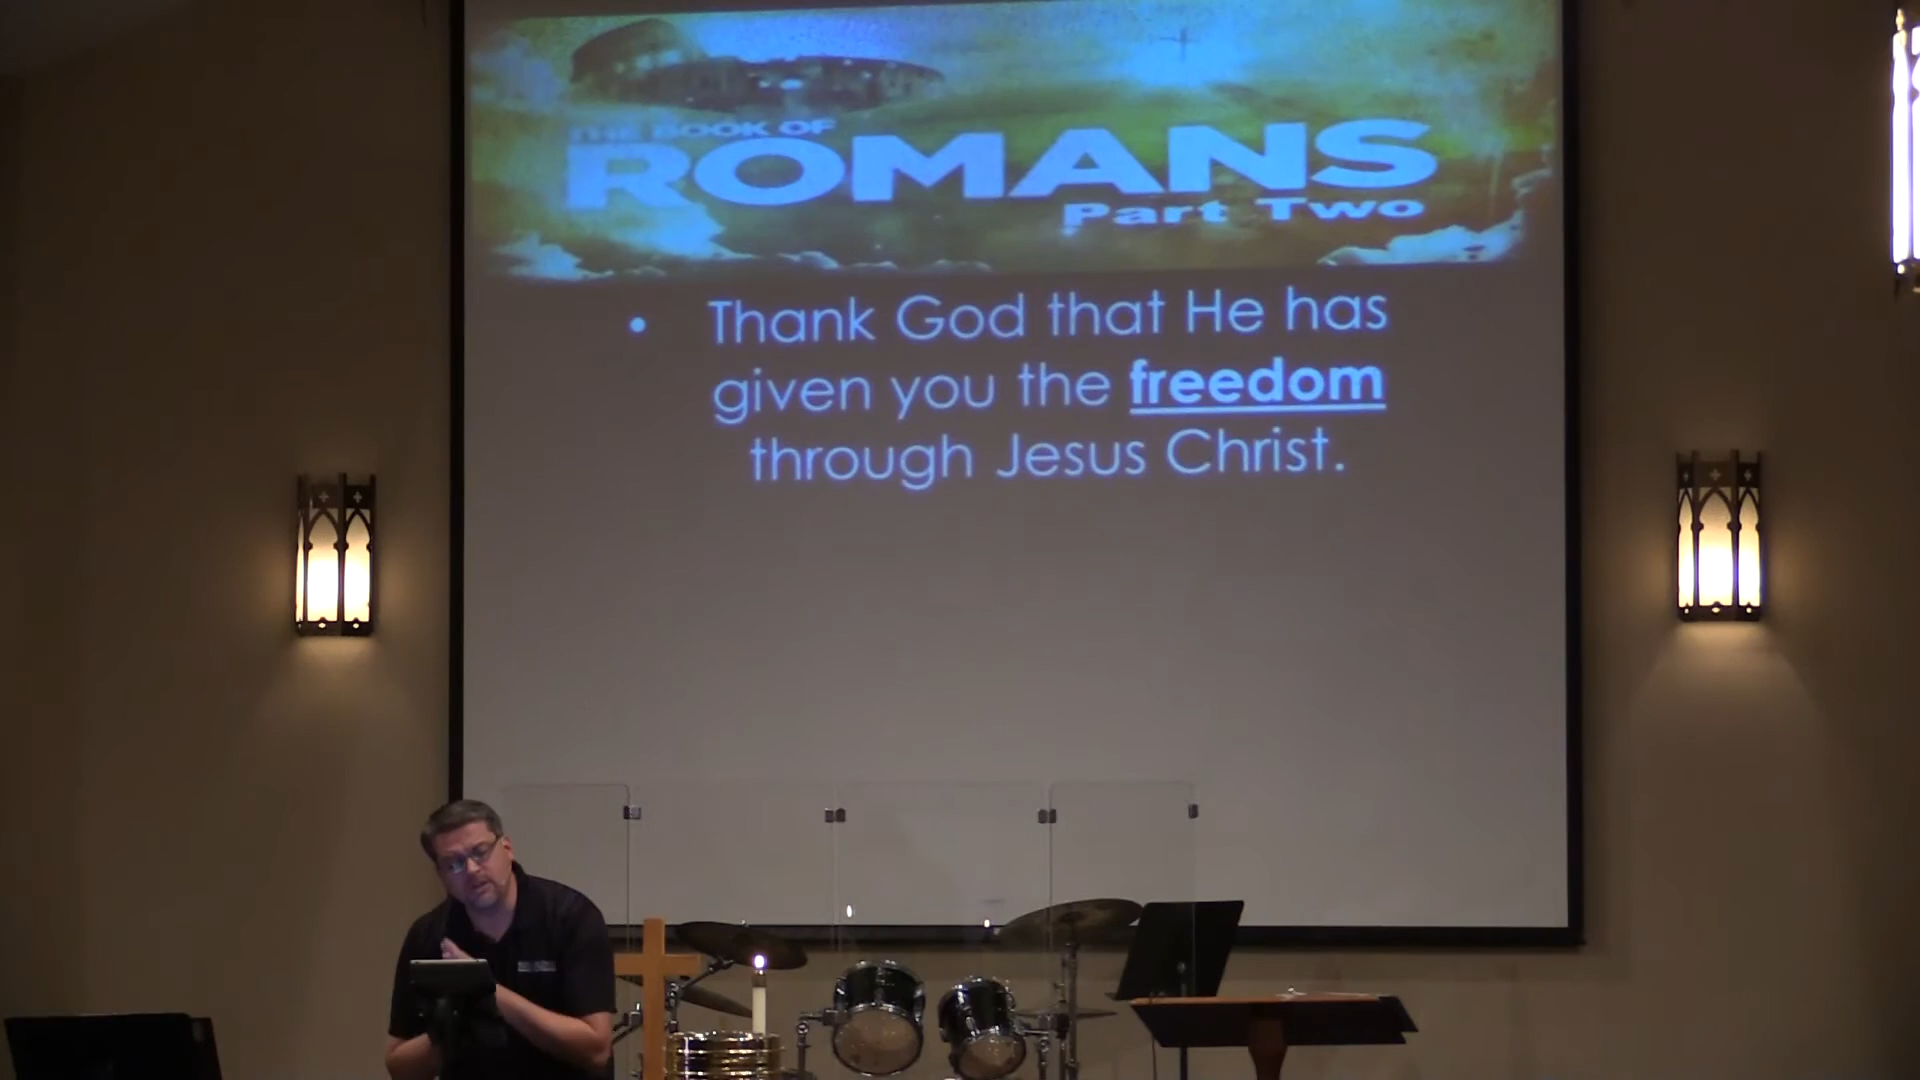 THE BOOK OF
ROMANS
Part Two
• Thank God that He has
given you the freedom
through Jesus Christ.